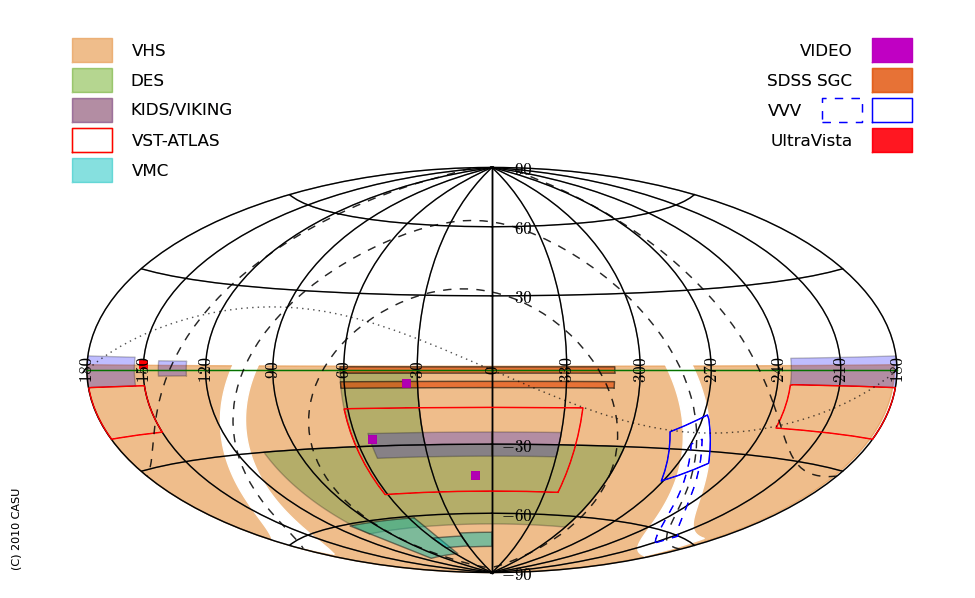 VHS
DES
KIDS/VIKING
VST-ATLAS
VMC
VIDEO
SDSS SGC
VVV
UltraVista
90
60
30
180 150 120 90 60 30 0 330 300 270 240 210 180
−30
−60
−90
(C) 2010 CASU